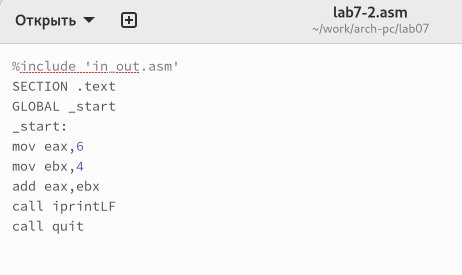 Открыть
lab7-2.asm
~/work/arch-pc/lab07
%include 'in_out.asm'
SECTION .text
GLOBAL _start
_start:
mov eax,6
mov ebx,4
add eax,ebx
call iprintLF
call quit